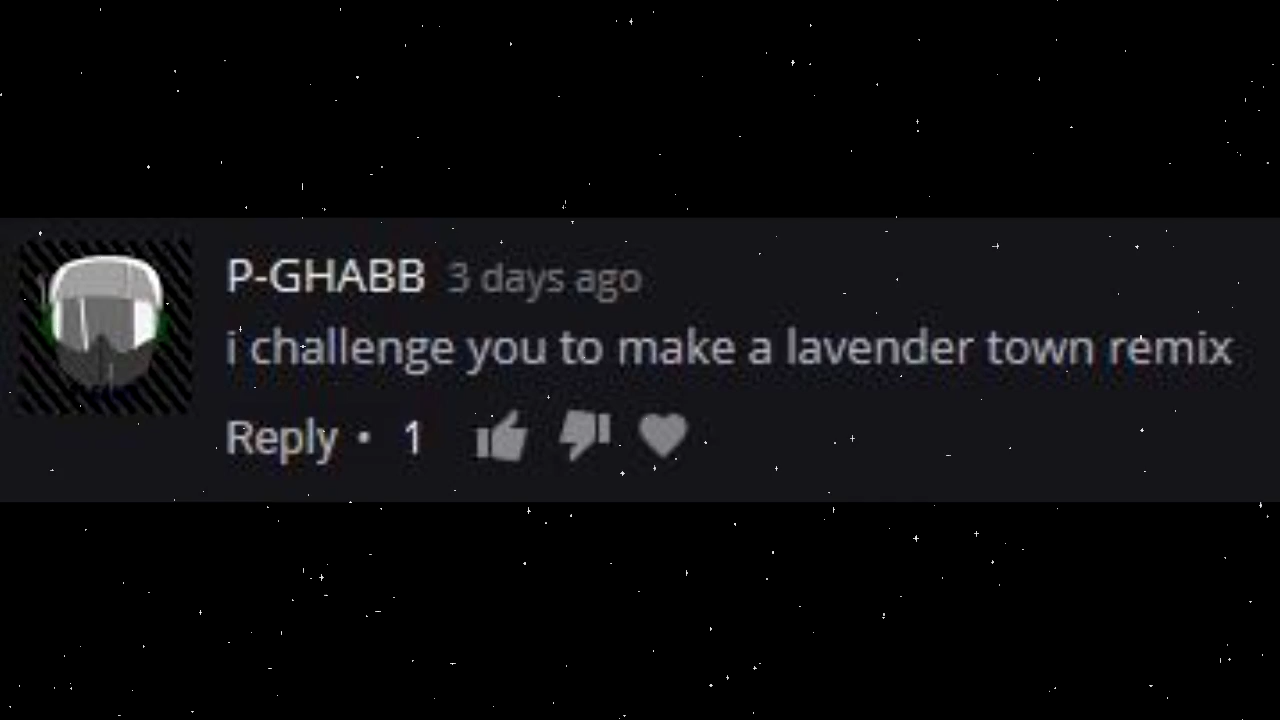 P-GHABB 3 days ago
i challenge you to make a lavender town remix
Reply • 1